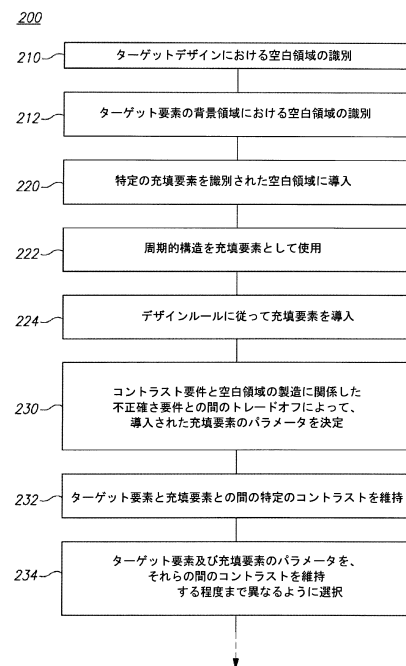 200
210
ターゲットデザインにおける空白領域の識別
212
ターゲット要素の背景領域における空白領域の識別
220
特定の充填要素を識別された空白領域に導入
222
周期的構造を充填要素として使用
224
デザインルールに従って充填要素を導入
230
コントラスト要件と空白領域の製造に関係した
不正確さ要件との間のトレードオフによって、
導入された充填要素のパラメータを決定
232
ターゲット要素と充填要素との間の特定のコントラストを維持
234
ターゲット要素及び充填要素のパラメータを、
それらの間のコントラストを維持
する程度まで異なるように選択